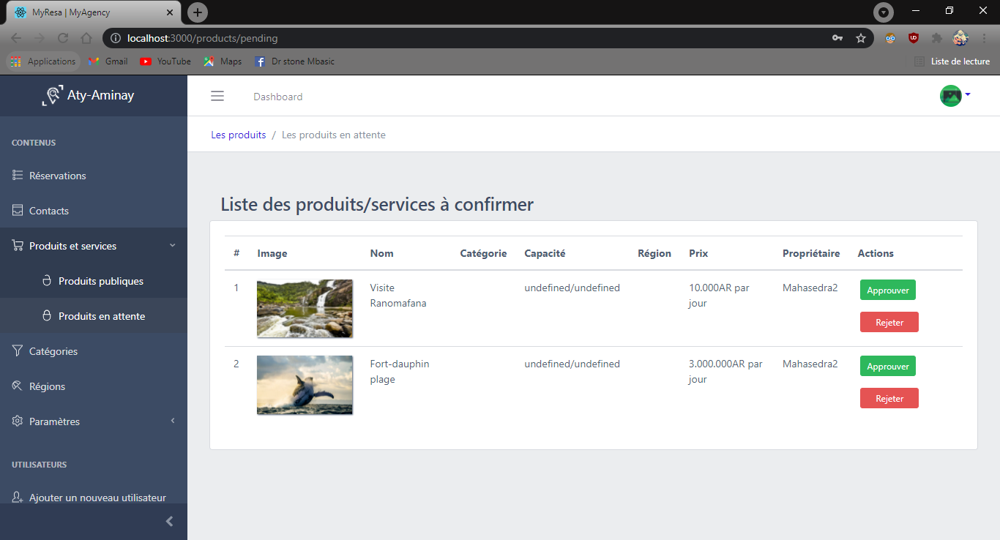 MyResa | MyAgency
localhost:3000/products/pending
Applications
Gmail
YouTube
Maps
Dr stone Mbasic
Liste de lecture
Aty-Aminay
Dashboard
CONTENUS
Les produits / Les produits en attente
Réservations
Contacts
Produits et services
Produits publiques
Produits en attente
Catégories
Régions
Paramètres
UTILISATEURS
Ajouter un nouveau utilisateur
Liste des produits/services à confirmer
# Image Nom Catégorie Capacité Région Prix Propriétaire Actions
1 Visite undefined/undefined 10.000AR par Mahasedra2 Approuver
Ranomafana jour
Rejeter
2 Fort-dauphin undefined/undefined 3.000.000AR par Mahasedra2 Approuver
plage jour
Rejeter